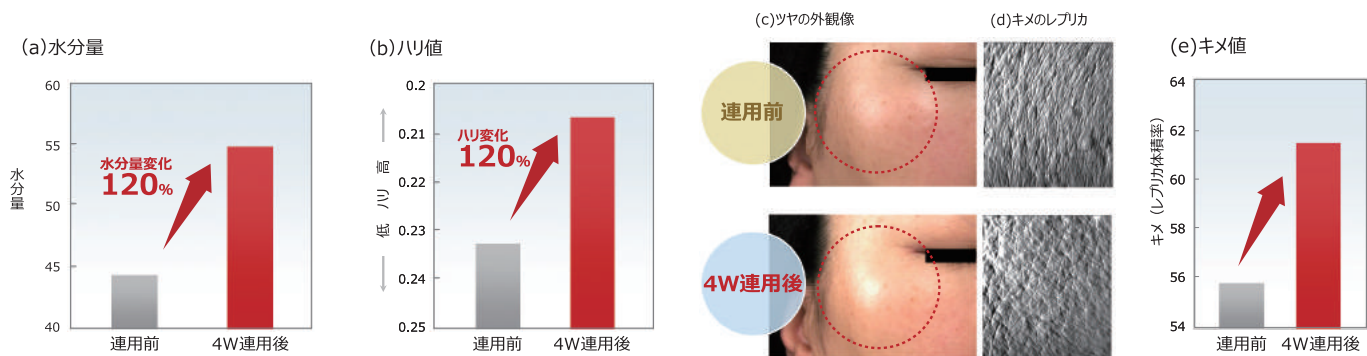 (a)水分量
60
55
50
45
40
水分量
水分量変化
120%
連用前
4W連用後
(b)ハリ値
0.2
0.21
0.22
0.23
0.24
0.25
低 ハリ 高
ハリ変化
120%
連用前
4W連用後
(c)ツヤの外観像
連用前
4W連用後
(d)キメのレプリカ
(e)キメ値
64
62
60
58
56
54
キメ（レプリカ体積率）
連用前
4W連用後